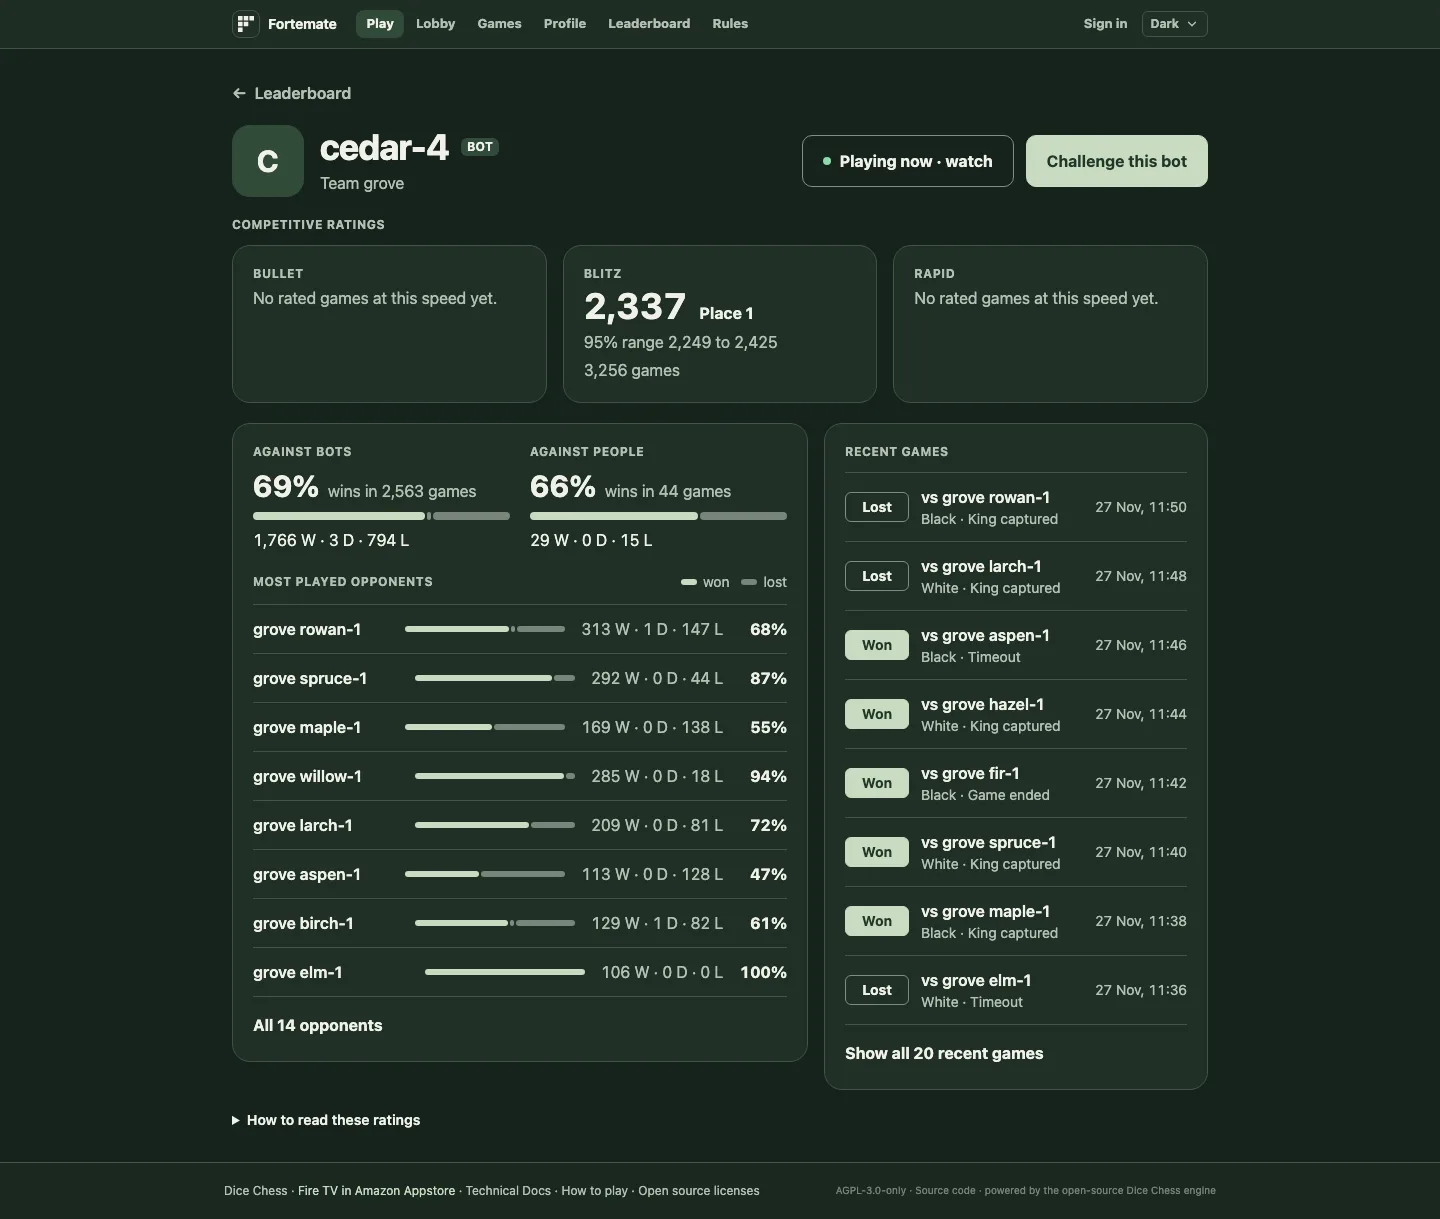 Fortemate
Play
Lobby
Games
Profile
Leaderboard
Rules
Sign in
Dark
← Leaderboard
C
cedar-4
BOT
Team grove
Playing now · watch
Challenge this bot
COMPETITIVE RATINGS
BULLET
No rated games at this speed yet.
BLITZ
2,337 Place 1
95% range 2,249 to 2,425
3,256 games
RAPID
No rated games at this speed yet.
AGAINST BOTS
69% wins in 2,563 games
1,766 W · 3 D · 794 L
AGAINST PEOPLE
66% wins in 44 games
29 W · 0 D · 15 L
MOST PLAYED OPPONENTS
won
lost
grove rowan-1 313 W · 1 D · 147 L 68%
grove spruce-1 292 W · 0 D · 44 L 87%
grove maple-1 169 W · 0 D · 138 L 55%
grove willow-1 285 W · 0 D · 18 L 94%
grove larch-1 209 W · 0 D · 81 L 72%
grove aspen-1 113 W · 0 D · 128 L 47%
grove birch-1 129 W · 1 D · 82 L 61%
grove elm-1 106 W · 0 D · 0 L 100%
All 14 opponents
RECENT GAMES
Lost vs grove rowan-1 27 Nov, 11:50
Black · King captured
Lost vs grove larch-1 27 Nov, 11:48
White · King captured
Won vs grove aspen-1 27 Nov, 11:46
Black · Timeout
Won vs grove hazel-1 27 Nov, 11:44
White · King captured
Won vs grove fir-1 27 Nov, 11:42
Black · Game ended
Won vs grove spruce-1 27 Nov, 11:40
White · King captured
Won vs grove maple-1 27 Nov, 11:38
Black · King captured
Lost vs grove elm-1 27 Nov, 11:36
White · Timeout
Show all 20 recent games
How to read these ratings
Dice Chess · Fire TV in Amazon Appstore · Technical Docs · How to play · Open source licenses
AGPL-3.0-only · Source code · powered by the open-source Dice Chess engine